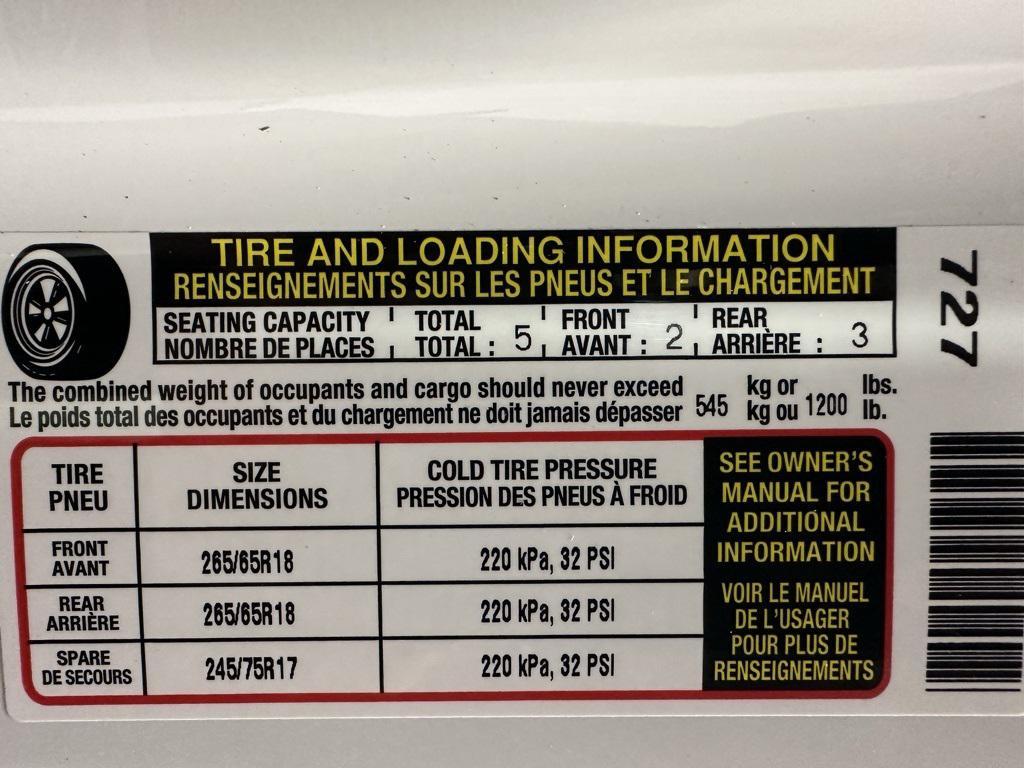 TIRE AND LOADING INFORMATION
RENSEIGNEMENTS SUR LES PNEUS ET LE CHARGEMENT
SEATING CAPACITY TOTAL FRONT REAR
NOMBRE DE PLACES TOTAL : 5 AVANT : 2 ARRIÈRE : 3
The combined weight of occupants and cargo should never exceed kg or lbs.
Le poids total des occupants et du chargement ne doit jamais dépasser 545 kg ou 1200 lb.
TIRE
PNEU
SIZE
DIMENSIONS
COLD TIRE PRESSURE
PRESSION DES PNEUS À FROID
FRONT
AVANT
265/65R18
220 kPa, 32 PSI
REAR
ARRIÈRE
265/65R18
220 kPa, 32 PSI
SPARE
DE SECOURS
245/75R17
220 kPa, 32 PSI
SEE OWNER'S
MANUAL FOR
ADDITIONAL
INFORMATION
VOIR LE MANUEL
DE L'USAGER
POUR PLUS DE
RENSEIGNEMENTS
727